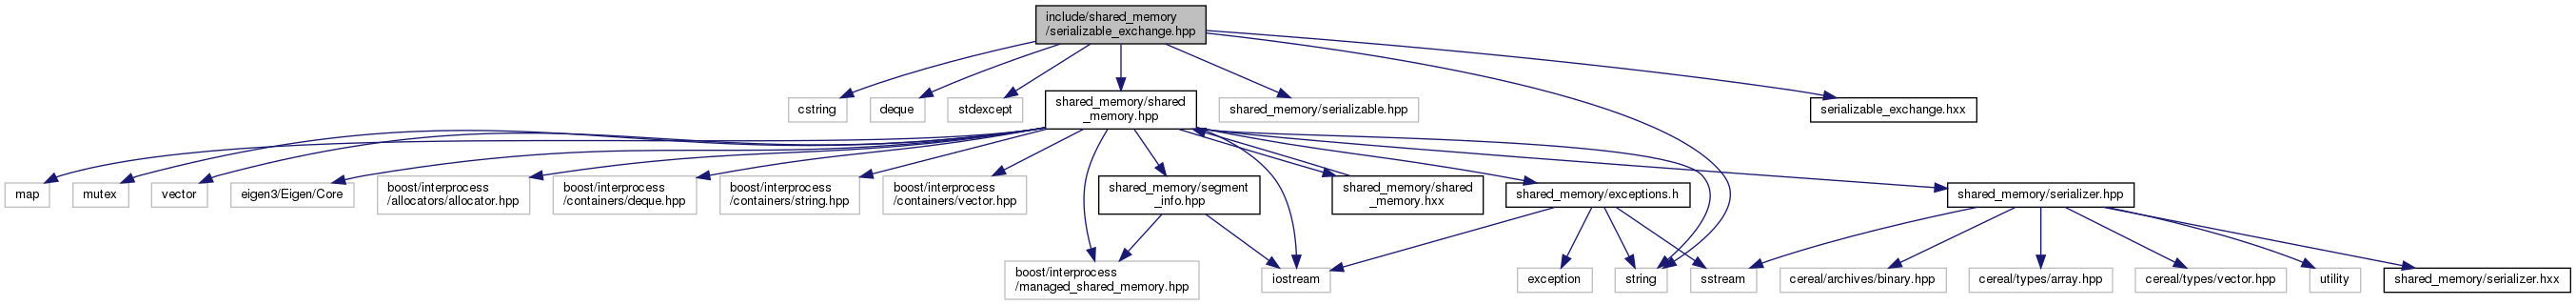 include/shared_memory
/serializable_exchange.hpp
cstring
deque
stdexcept
shared_memory/shared
_memory.hpp
shared_memory/serializable.hpp
serializable_exchange.hxx
map
mutex
vector
eigen3/Eigen/Core
boost/interprocess
/allocators/allocator.hpp
boost/interprocess
/containers/deque.hpp
boost/interprocess
/containers/string.hpp
boost/interprocess
/containers/vector.hpp
shared_memory/segment
_info.hpp
shared_memory/shared
_memory.hxx
shared_memory/exceptions.h
shared_memory/serializer.hpp
boost/interprocess
/managed_shared_memory.hpp
iostream
exception
string
sstream
cereal/archives/binary.hpp
cereal/types/array.hpp
cereal/types/vector.hpp
utility
shared_memory/serializer.hxx